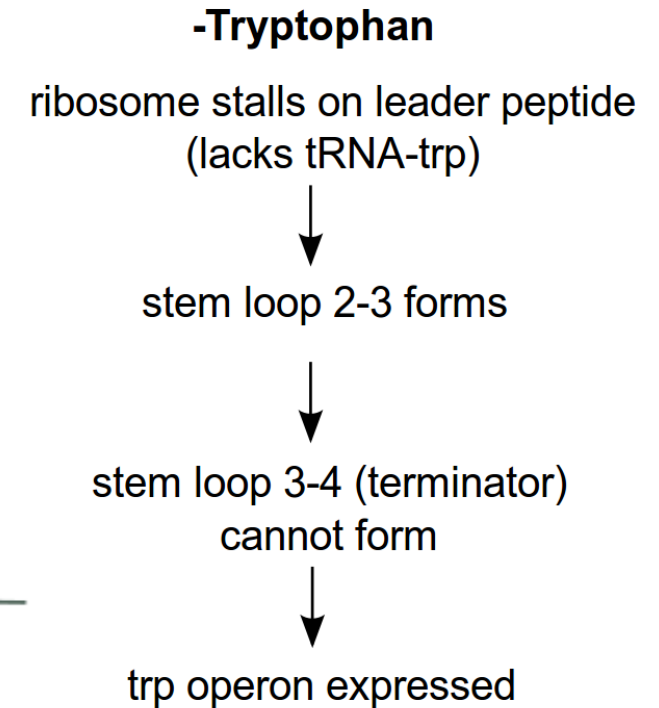 -Tryptophan
ribosome stalls on leader peptide
(lacks tRNA-trp)
stem loop 2-3 forms
stem loop 3-4 (terminator)
cannot form
trp operon expressed